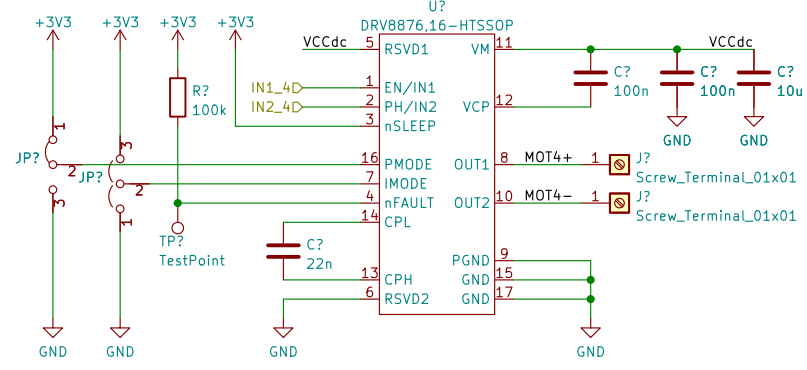 U?
DRV8876,16-HTSSOP
+3V3
+3V3
+3V3
+3V3
VCCdc
5
RSVD1
VM
11
VCCdc
R?
100k
IN1_4
1
EN/IN1
C?
100n
C?
100n
C?
10u
IN2_4
2
PH/IN2
VCP
12
3
nSLEEP
GND
GND
1
JP?
2
3
JP?
2
1
3
16
PMODE
OUT1
8
MOT4+
1
J?
Screw_Terminal_01x01
7
IMODE
4
nFAULT
OUT2
10
MOT4-
1
J?
Screw_Terminal_01x01
14
CPL
TP?
TestPoint
C?
22n
PGND
9
13
CPH
GND
15
6
RSVD2
GND
17
GND
GND
GND
GND